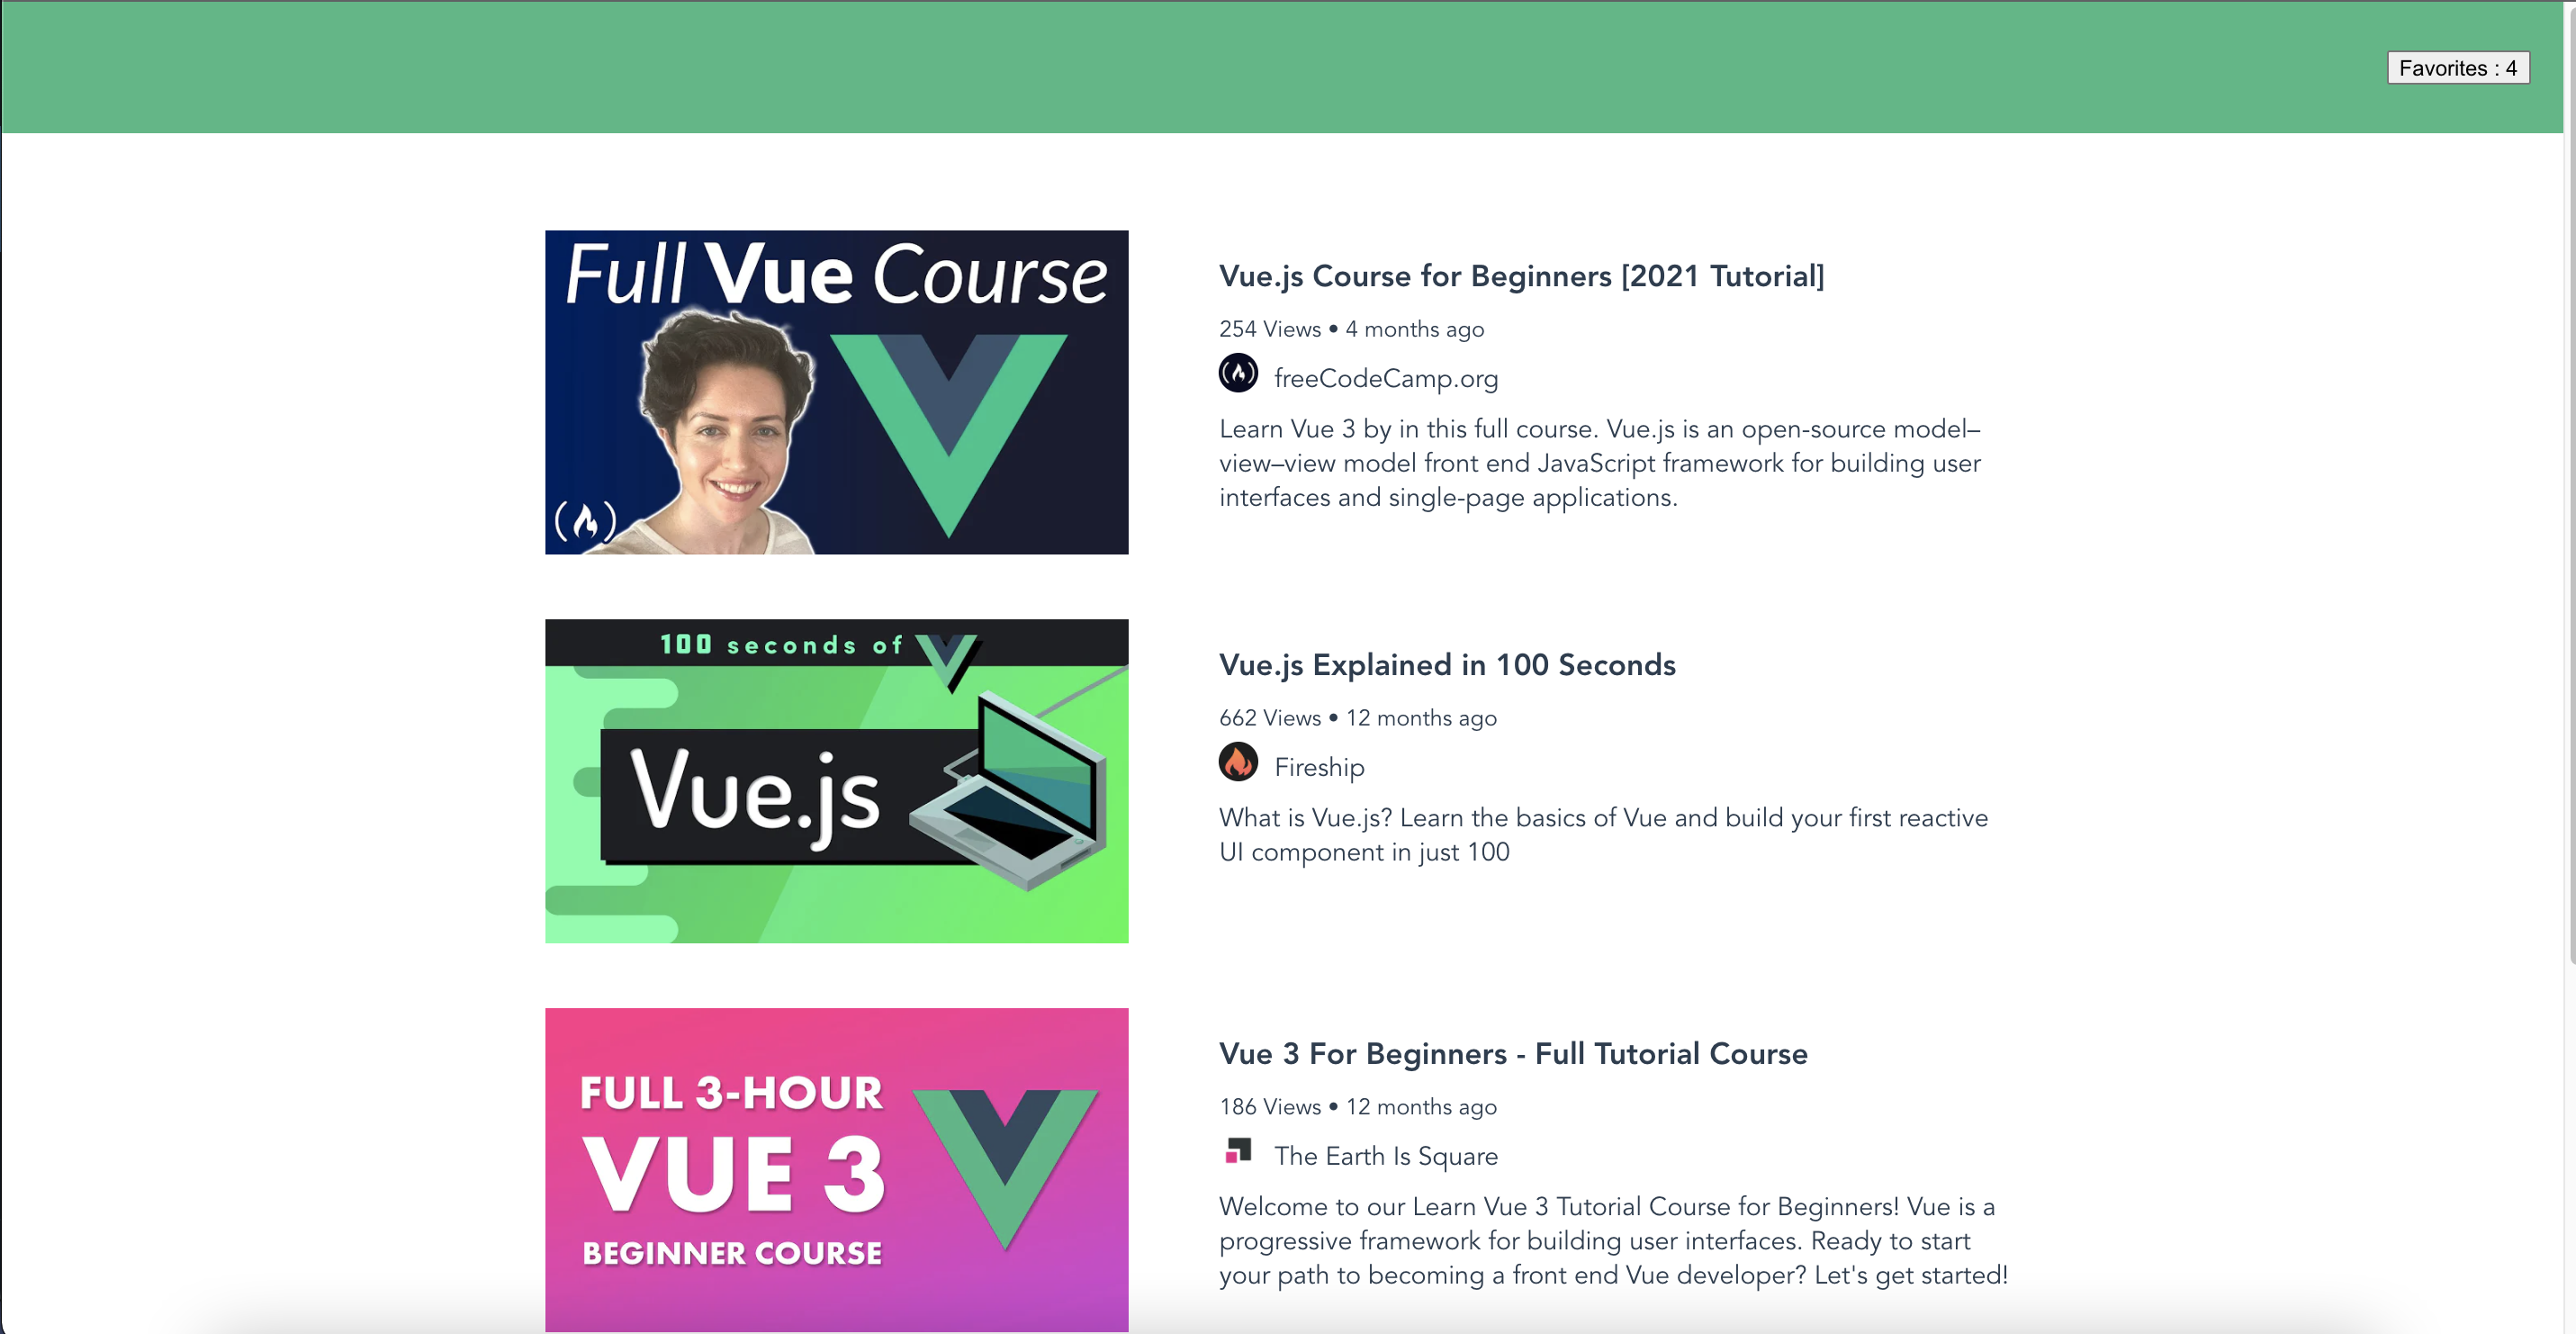 Favorites : 4
Full Vue Course
Vue.js Course for Beginners [2021 Tutorial]
254 Views • 4 months ago
freeCodeCamp.org
Learn Vue 3 by in this full course. Vue.js is an open-source model–
view–view model front end JavaScript framework for building user
interfaces and single-page applications.
100 seconds of
Vue.js
Vue.js Explained in 100 Seconds
662 Views • 12 months ago
Fireship
What is Vue.js? Learn the basics of Vue and build your first reactive
UI component in just 100
FULL 3-HOUR
VUE 3
BEGINNER COURSE
Vue 3 For Beginners - Full Tutorial Course
186 Views • 12 months ago
The Earth Is Square
Welcome to our Learn Vue 3 Tutorial Course for Beginners! Vue is a
progressive framework for building user interfaces. Ready to start
your path to becoming a front end Vue developer? Let's get started!